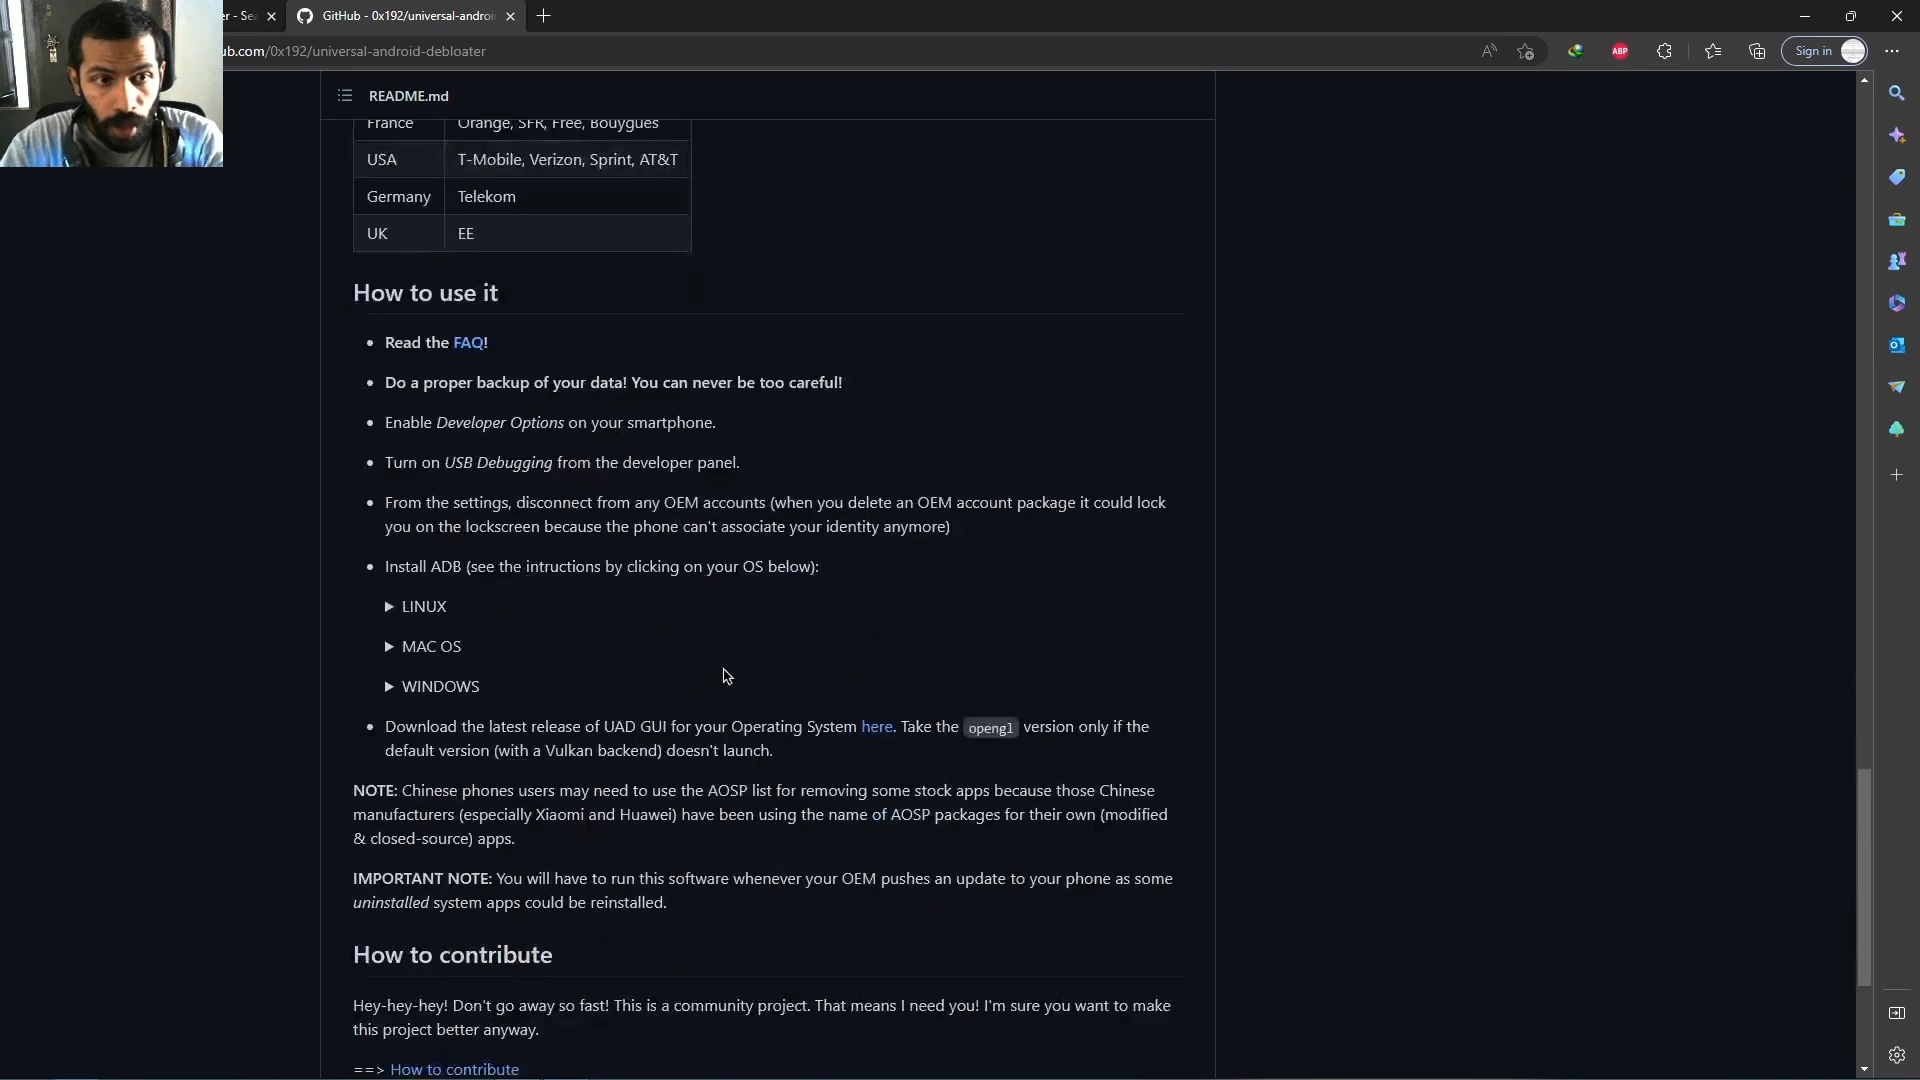 er - Sea
GitHub - 0x192/universal-androi
ub.com/0x192/universal-android-debloater
ABP
Sign in
README.md
France Orange, SFR, Free, Bouygues
USA T-Mobile, Verizon, Sprint, AT&T
Germany Telekom
UK EE
How to use it
• Read the FAQ!
• Do a proper backup of your data! You can never be too careful!
• Enable Developer Options on your smartphone.
• Turn on USB Debugging from the developer panel.
• From the settings, disconnect from any OEM accounts (when you delete an OEM account package it could lock
you on the lockscreen because the phone can't associate your identity anymore)
• Install ADB (see the intructions by clicking on your OS below):
▶ LINUX
▶ MAC OS
▶ WINDOWS
• Download the latest release of UAD GUI for your Operating System here. Take the opengl version only if the
default version (with a Vulkan backend) doesn't launch.
NOTE: Chinese phones users may need to use the AOSP list for removing some stock apps because those Chinese
manufacturers (especially Xiaomi and Huawei) have been using the name of AOSP packages for their own (modified
& closed-source) apps.
IMPORTANT NOTE: You will have to run this software whenever your OEM pushes an update to your phone as some
uninstalled system apps could be reinstalled.
How to contribute
Hey-hey-hey! Don't go away so fast! This is a community project. That means I need you! I'm sure you want to make
this project better anyway.
==> How to contribute